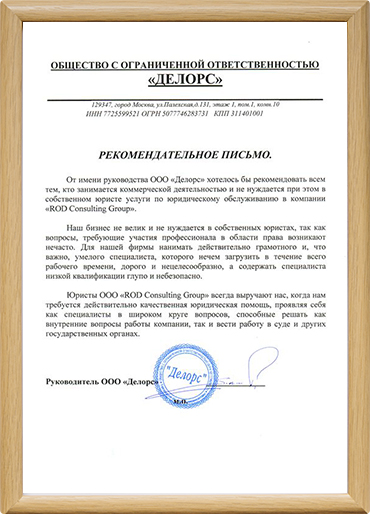 ОБЩЕСТВО С ОГРАНИЧЕННОЙ ОТВЕТСТВЕННОСТЬЮ
«ДЕЛОРС»
129347, город Москва, ул.Палехская,д.131, этаж 1, пом.1, комн.10
ИНН 7725599521 ОГРН 5077746283731 КПП 311401001
РЕКОМЕНДАТЕЛЬНОЕ ПИСЬМО.
От имени руководства ООО «Делорс» хотелось бы рекомендовать всем
тем, кто занимается коммерческой деятельностью и не нуждается при этом в
собственном юристе услуги по юридическому обслуживанию в компании
«ROD Consulting Group».
Наш бизнес не велик и не нуждается в собственных юристах, так как
вопросы, требующие участия профессионала в области права возникают
нечасто. Для нашей фирмы нанимать действительно грамотного и, что
важно, умелого специалиста, которого нечем загрузить в течение всего
рабочего времени, дорого и нецелесообразно, а содержать специалиста
низкой квалификации глупо и небезопасно.
Юристы ООО «ROD Consulting Group» всегда выручают нас, когда нам
требуется действительно качественная юридическая помощь, проявляя себя
как специалисты в широком круге вопросов, способные решать как
внутренние вопросы работы компании, так и вести работу в суде и других
государственных органах.
Руководитель ООО «Делорс»
"Делорс"
М.П.